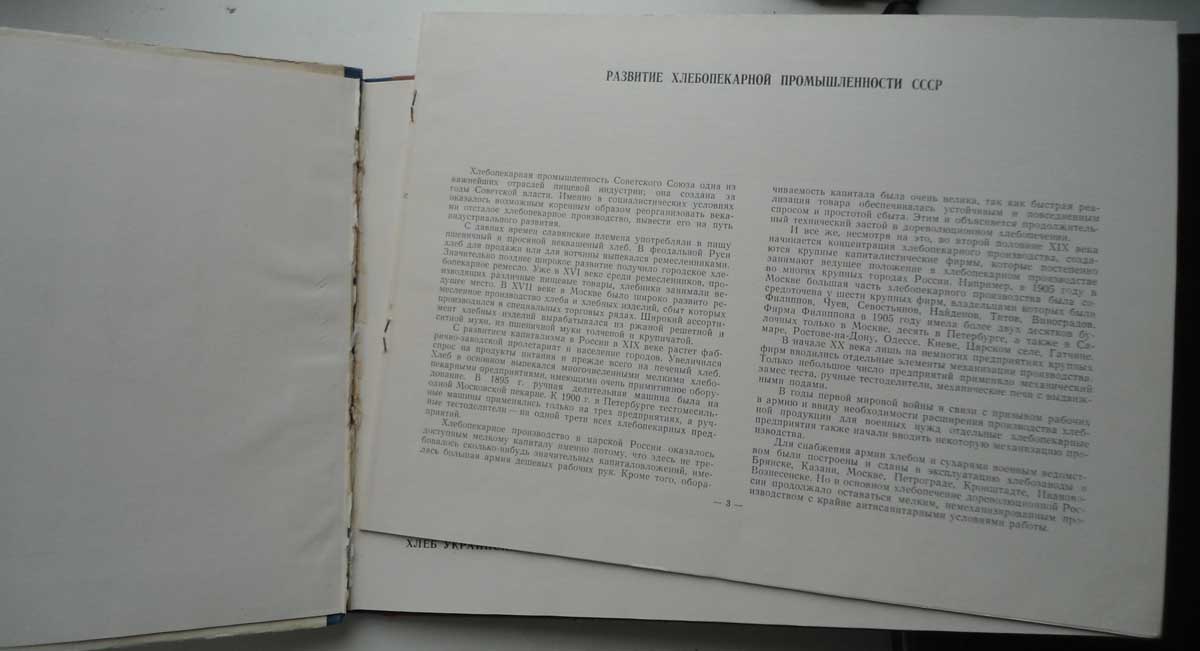 РАЗВИТИЕ ХЛЕБОПЕКАРНОЙ ПРОМЫШЛЕННОСТИ СССР
Хлебопекарная промышленность Советского Союза одна из
важнейших отраслей пищевой индустрии; она создана за
годы Советской власти. Именно в социалистических условиях
оказалось возможным коренным образом реорганизовать века-
ми отсталое хлебопекарное производство, вывести его на путь
индустриального развития.
С давних времен славянские племена употребляли в пищу
пшеничный и просяной неквашеный хлеб. В феодальной Руси
хлеб для продажи или для вотчины выпекался ремесленниками.
Значительно позднее широкое развитие получило городское хле-
бопекарное ремесло. Уже в XVI веке среди ремесленников, про-
изводящих различные пищевые товары, хлебники занимали ве-
дущее место. В XVII веке в Москве было широко развито ре-
месленное производство хлеба и хлебных изделий, сбыт которых
производился в специальных торговых рядах. Широкий ассорти-
мент хлебных изделий вырабатывался из ржаной решетной и
ситной муки, из пшеничной муки толченой и крупичатой.
С развитием капитализма в России в XIX веке растет фаб-
рично-заводской пролетариат и население городов. Увеличился
спрос на продукты питания и прежде всего на печеный хлеб.
Хлеб в основном выпекался многочисленными мелкими хлебо-
пекарными предприятиями, имеющими очень примитивное обору-
дование. В 1895 г. ручная делительная машина была на
одной Московской пекарне. К 1900 г. в Петербурге тестомесиль-
ные машины применялись только на трех предприятиях, а руч-
ные тестоделители — на одной трети всех хлебопекарных пред-
приятий.
Хлебопекарное производство в царской России оказалось
доступным мелкому капиталу именно потому, что здесь не тре-
бовалось сколько-нибудь значительных капиталовложений, име-
лась большая армия дешевых рабочих рук. Кроме того, обора-
чиваемость капитала была очень велика, так как быстрая реа-
лизация товара обеспечивалась устойчивым и повседневным
спросом и простотой сбыта. Этим и объясняется продолжитель-
ный технический застой в дореволюционном хлебопечении.
И все же, несмотря на это, во второй половине XIX века
начинается концентрация хлебопекарного производства, созда-
ются крупные капиталистические фирмы, которые постепенно
занимают ведущее положение в хлебопекарном производстве
во многих крупных городах России. Например, в 1905 году в
Москве большая часть хлебопекарного производства была со-
средоточена у шести крупных фирм, владельцами которых были
Филиппов, Чуев, Севостьянов, Найденов, Титов, Виноградов.
Фирма Филиппова в 1905 году имела более двух десятков бу-
лочных только в Москве, десять в Петербурге, а также в Са-
маре, Ростове-на-Дону, Одессе, Киеве, Царском селе, Гатчине.
В начале XX века лишь на немногих предприятиях крупных
фирм вводились отдельные элементы механизации производства.
Только небольшое число предприятий применяло механический
замес теста, ручные тестоделители, механические печи с выдвиж-
ными подами.
В годы первой мировой войны в связи с призывом рабочих
в армию и ввиду необходимости расширения производства хлеб-
ной продукции для военных нужд отдельные хлебопекарные
предприятия также начали вводить некоторую механизацию про-
изводства.
Для снабжения армии хлебом и сухарями военным ведомст-
вом были построены и сданы в эксплуатацию хлебозаводы в
Брянске, Казани, Москве, Петрограде, Кронштадте, Иваново-
Вознесенске. Но и в основном хлебопечение дореволюционной Рос-
сии продолжало оставаться мелким, немеханизированным про-
изводством с крайне антисанитарными условиями работы.
— 3 —
ХЛЕБ